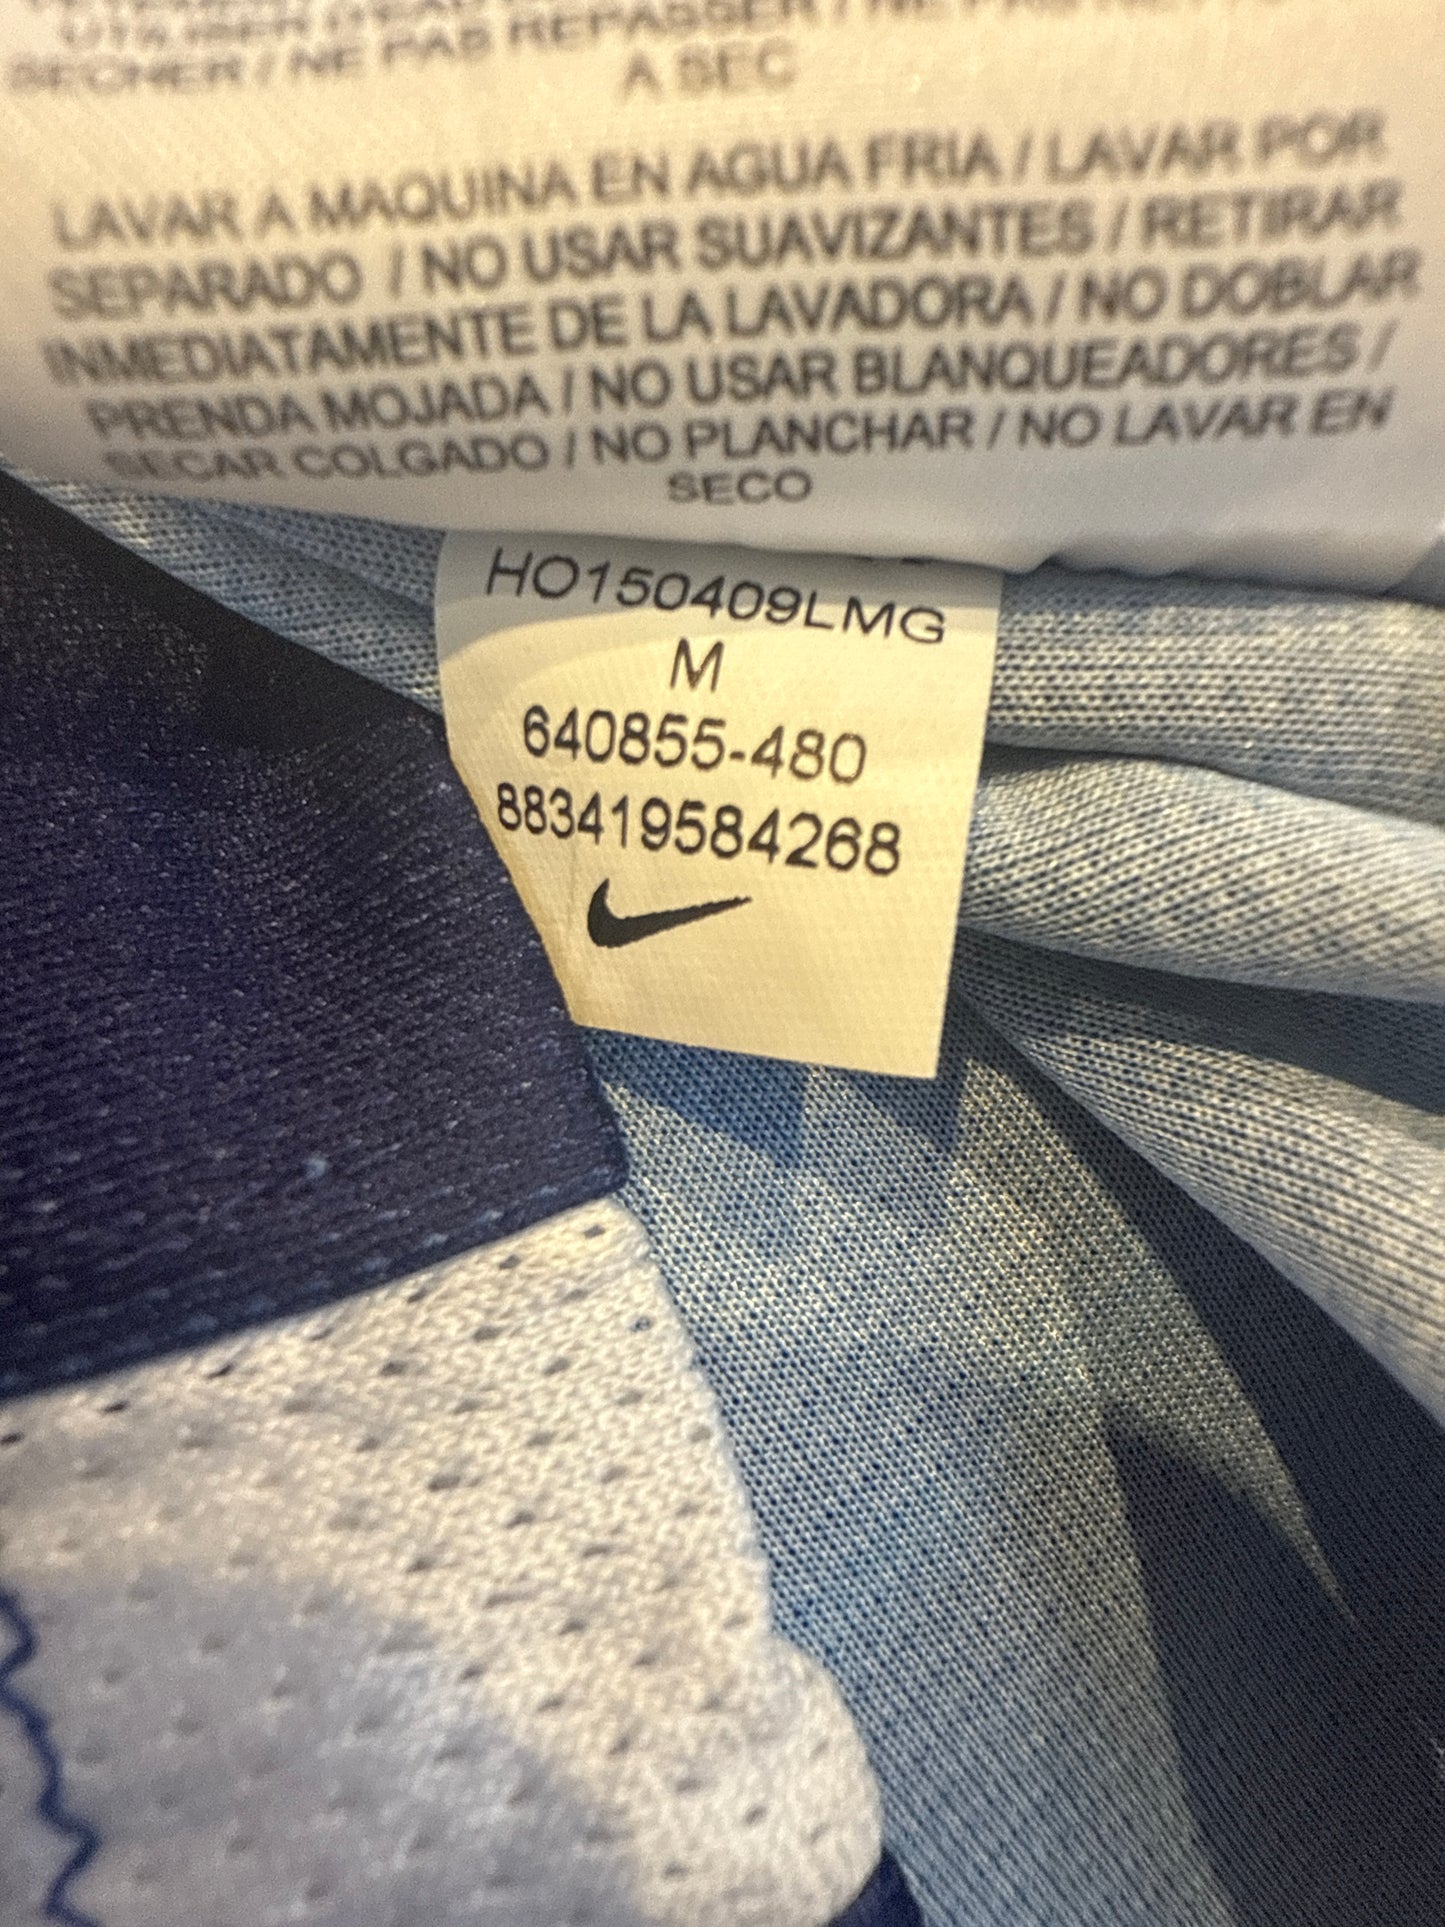 SECHER / NE PAS REPASSER / NE PAS NETTOYER
A SEC
LAVAR A MAQUINA EN AGUA FRIA / LAVAR POR
SEPARADO / NO USAR SUAVIZANTES / RETIRAR
INMEDIATAMENTE DE LA LAVADORA / NO DOBLAR
PRENDA MOJADA / NO USAR BLANQUEADORES /
SECAR COLGADO / NO PLANCHAR / NO LAVAR EN
SECO
HO150409LMG
M
640855-480
883419584268